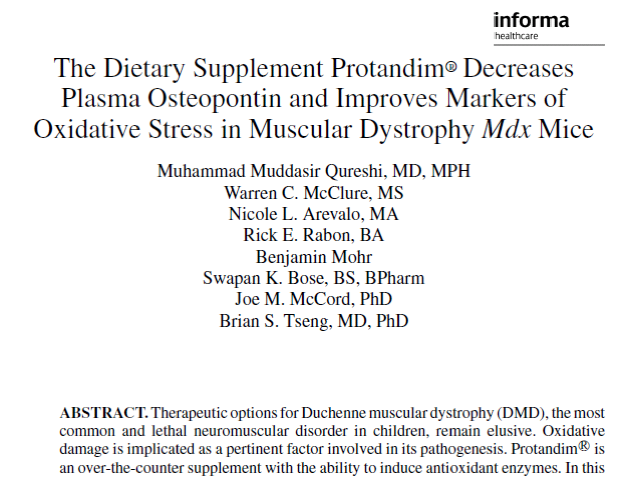 informa
healthcare
The Dietary Supplement Protandim® Decreases
Plasma Osteopontin and Improves Markers of
Oxidative Stress in Muscular Dystrophy Mdx Mice
Muhammad Muddasir Qureshi, MD, MPH
Warren C. McClure, MS
Nicole L. Arevalo, MA
Rick E. Rabon, BA
Benjamin Mohr
Swapan K. Bose, BS, BPharm
Joe M. McCord, PhD
Brian S. Tseng, MD, PhD
ABSTRACT. Therapeutic options for Duchenne muscular dystrophy (DMD), the most
common and lethal neuromuscular disorder in children, remain elusive. Oxidative
damage is implicated as a pertinent factor involved in its pathogenesis. Protandim® is
an over-the-counter supplement with the ability to induce antioxidant enzymes. In this